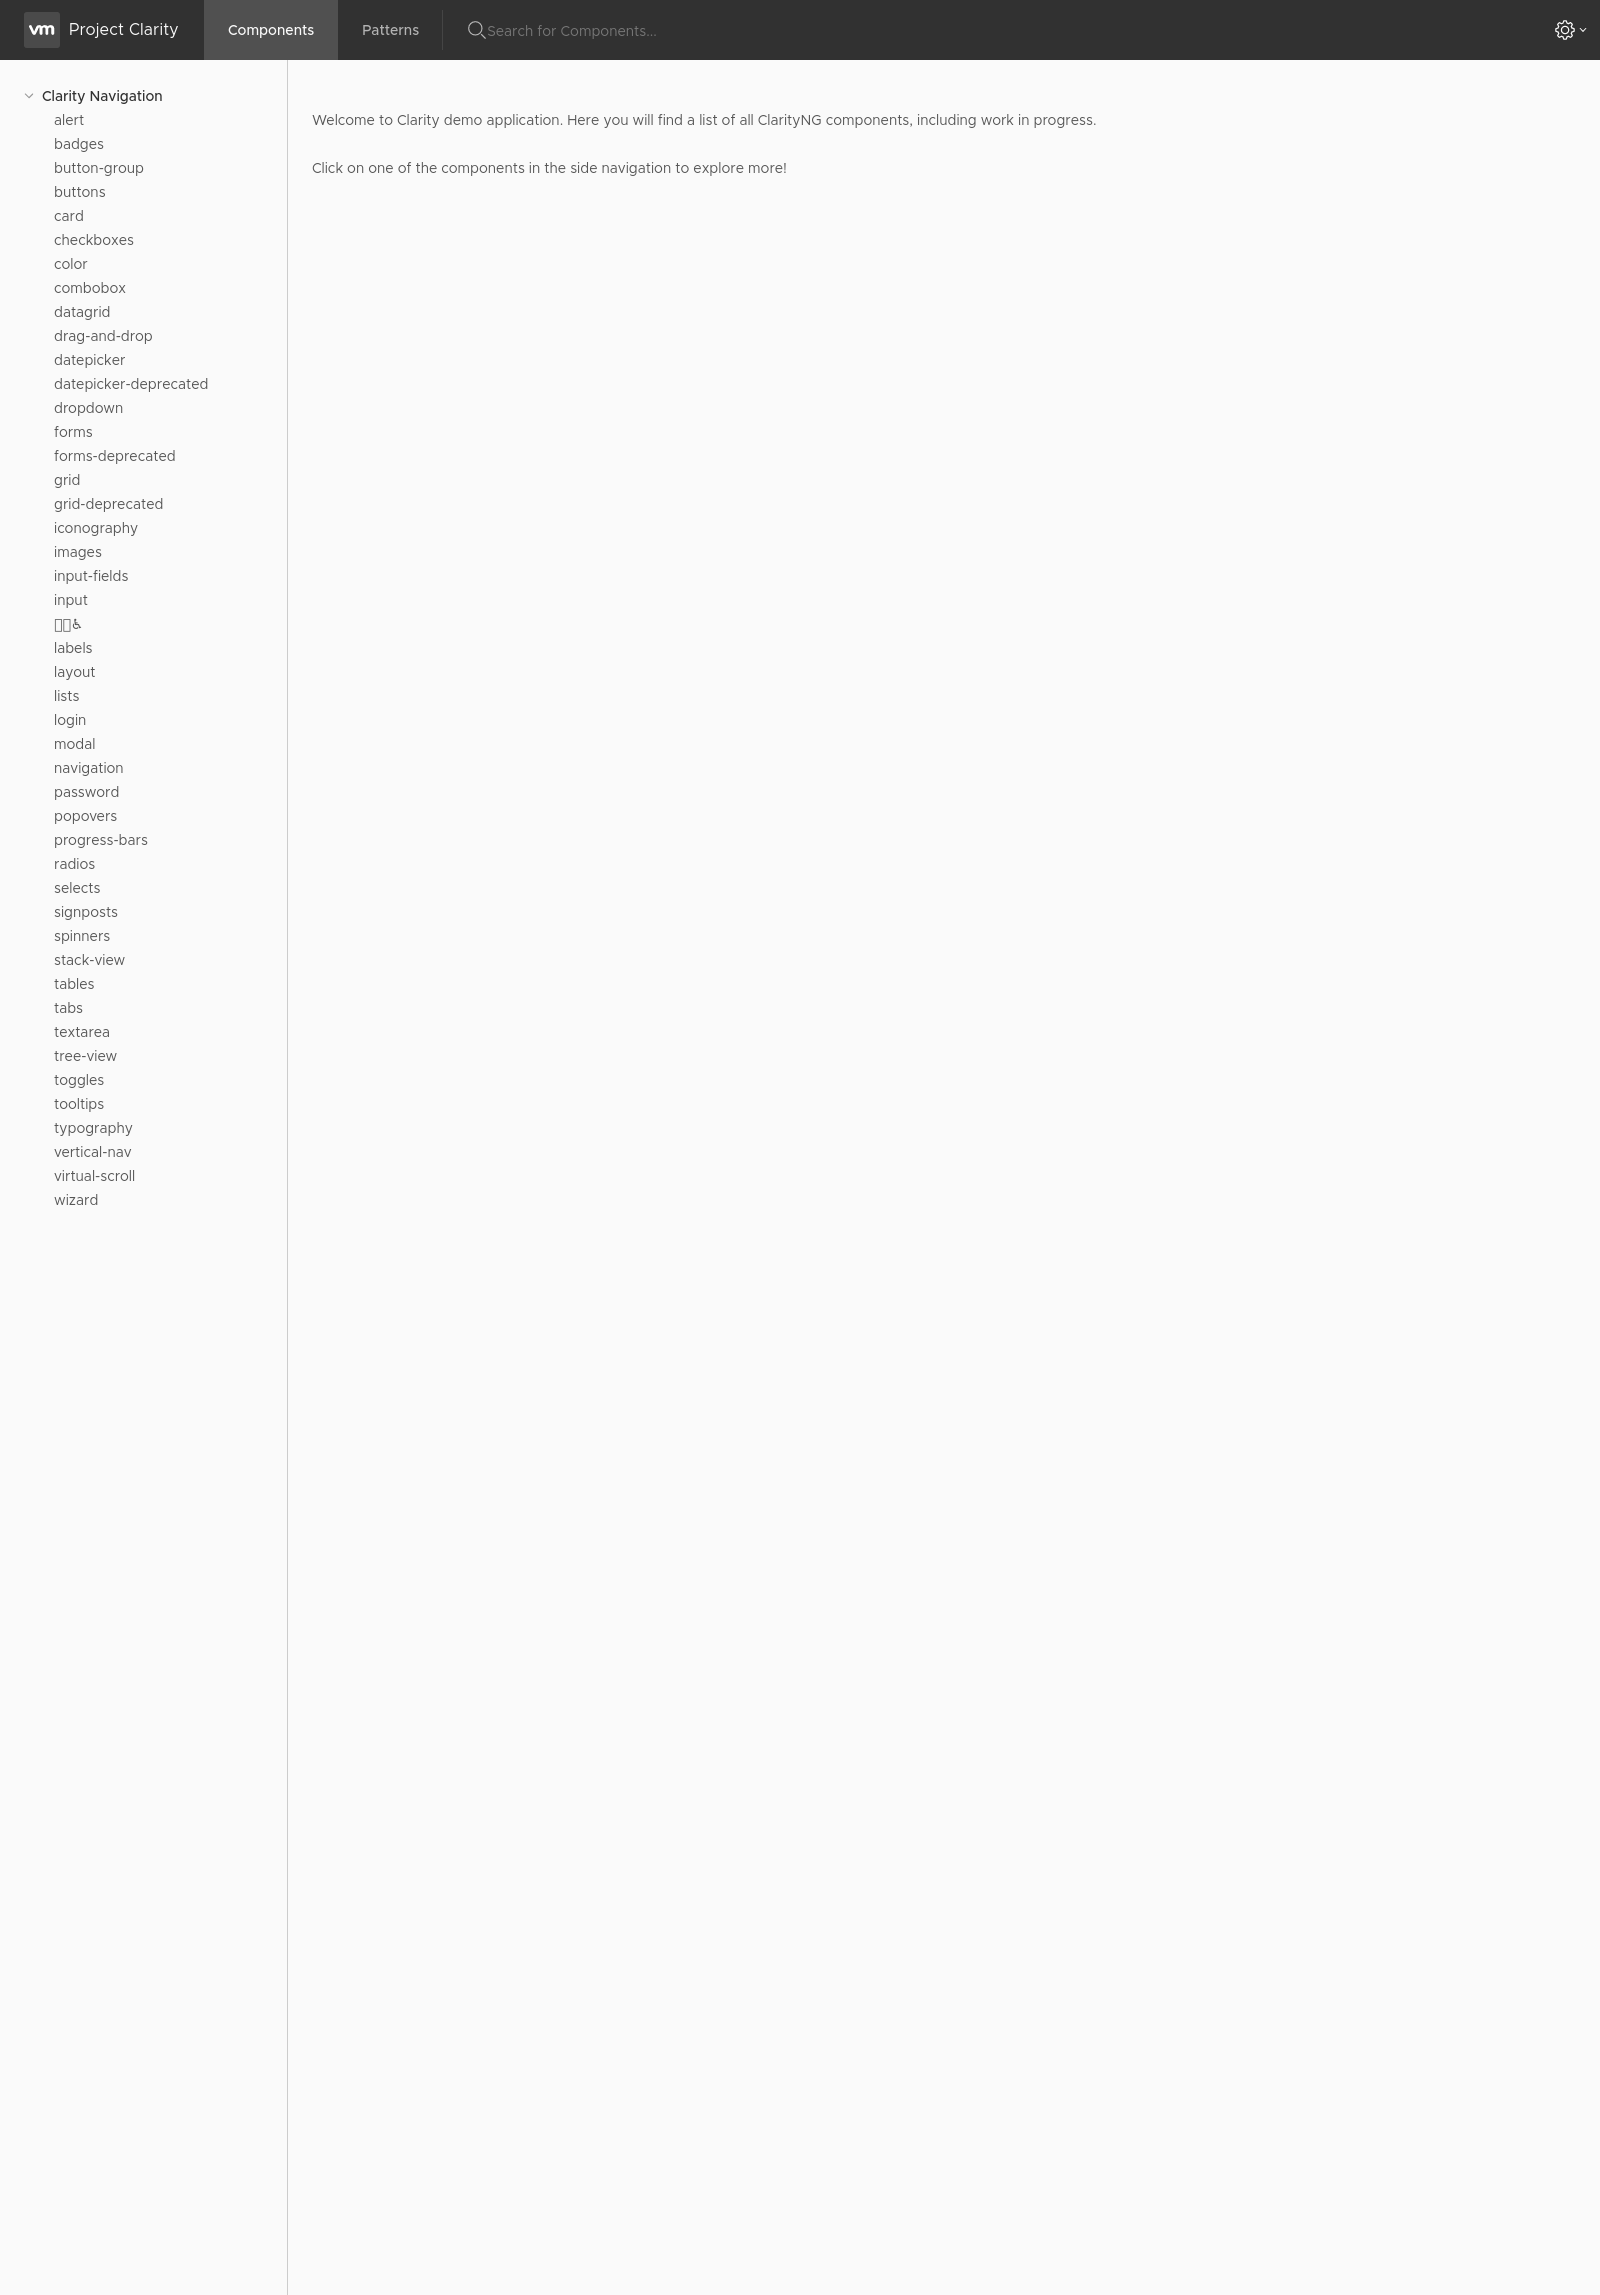 vm Project Clarity Components Patterns Search for Components...
Clarity Navigation
alert
badges
button-group
buttons
card
checkboxes
color
combobox
datagrid
drag-and-drop
datepicker
datepicker-deprecated
dropdown
forms
forms-deprecated
grid
grid-deprecated
iconography
images
input-fields
input
♿
labels
layout
lists
login
modal
navigation
password
popovers
progress-bars
radios
selects
signposts
spinners
stack-view
tables
tabs
textarea
tree-view
toggles
tooltips
typography
vertical-nav
virtual-scroll
wizard
Welcome to Clarity demo application. Here you will find a list of all ClarityNG components, including work in progress.
Click on one of the components in the side navigation to explore more!